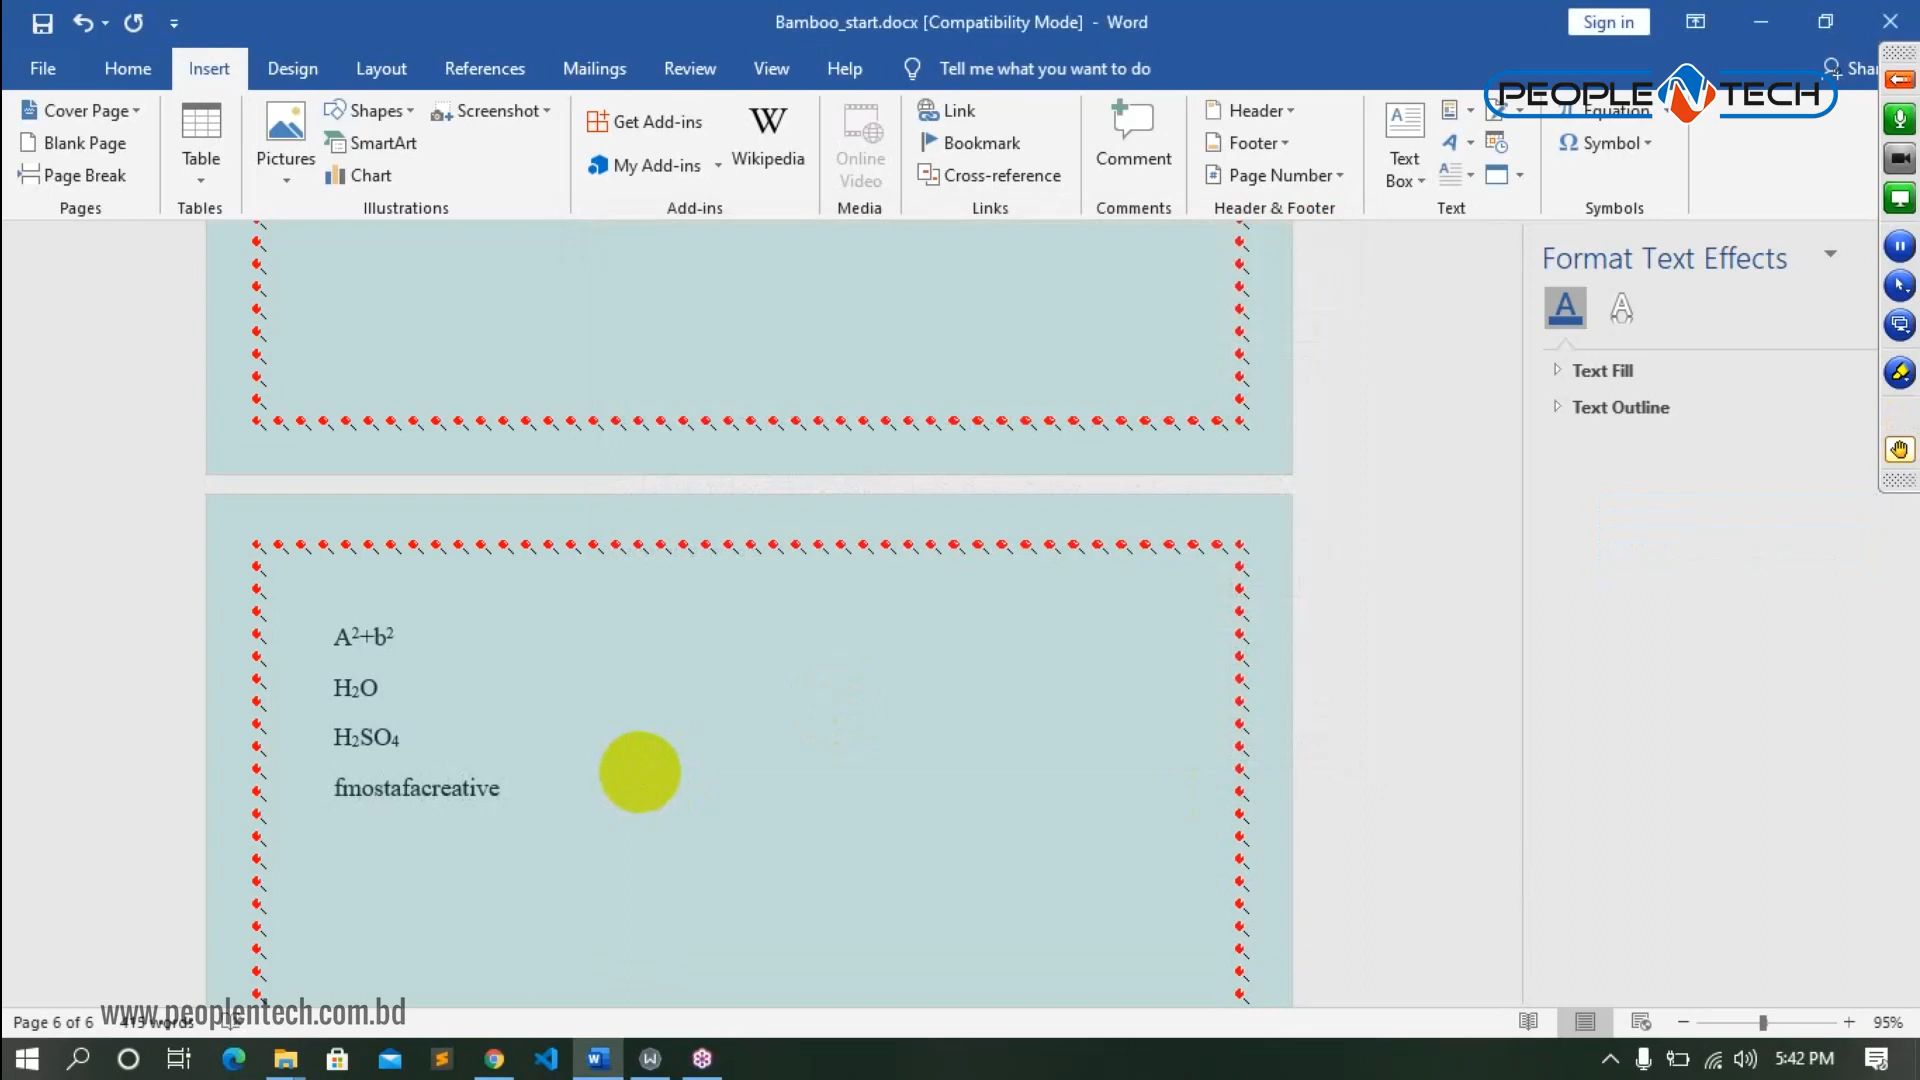 Bamboo_start.docx [Compatibility Mode] - Word
Sign in
File Home Insert Design Layout References Mailings Review View Help Tell me what you want to do Shar
PEOPLE N TECH
Cover Page
Blank Page
Page Break
Pages
Table
Tables
Pictures
Shapes
SmartArt
Chart
Screenshot
Illustrations
Get Add-ins
My Add-ins
W
Wikipedia
Add-ins
Online
Video
Media
Link
Bookmark
Cross-reference
Links
Comment
Comments
Header
Footer
Page Number
Header & Footer
Text
Box
Text
Equation
Symbol
Symbols
Format Text Effects
Text Fill
Text Outline
A²+b²
H₂O
H₂SO₄
fmostafacreative
www.peoplentech.com.bd
Page 6 of 6 415 words
95%
5:42 PM